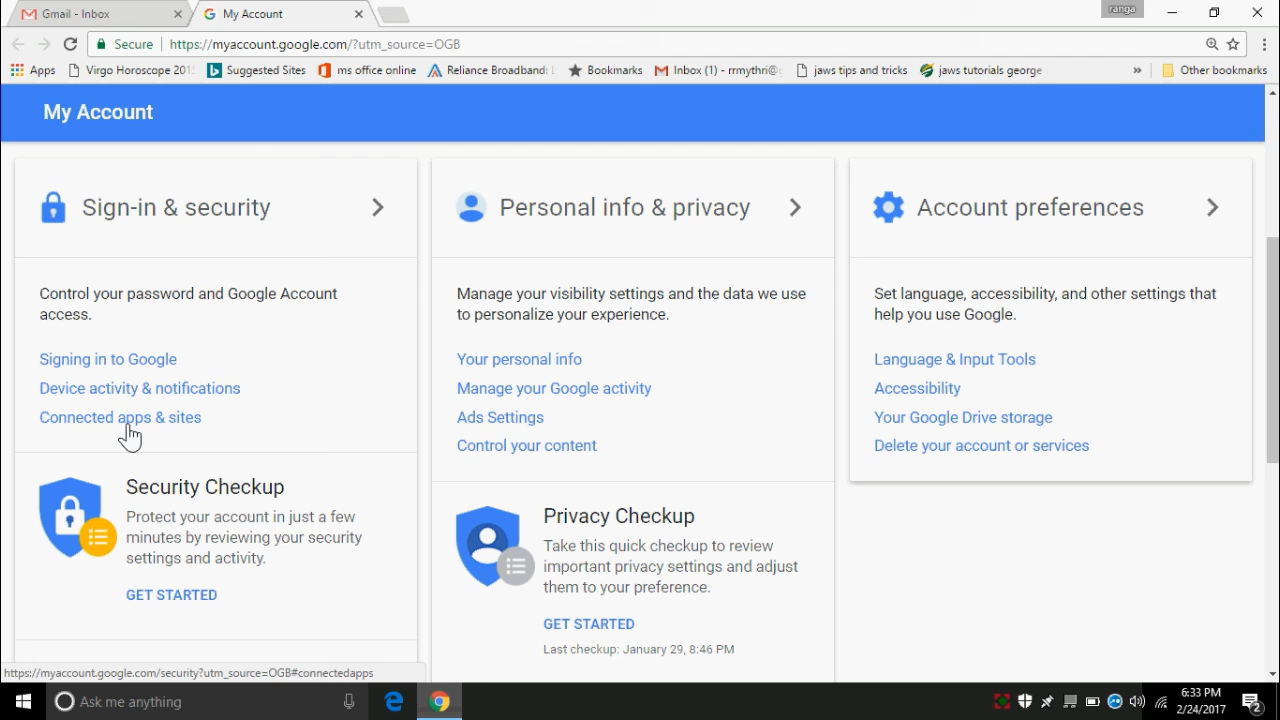 Gmail - Inbox
My Account
ranga
Secure
https://myaccount.google.com/?utm_source=OGB
Apps
Virgo Horoscope 201
Suggested Sites
ms office online
Reliance Broadband:
Bookmarks
Inbox (1) - rrmythri@
jaws tips and tricks
jaws tutorials george
»
Other bookmarks
My Account
Sign-in & security
Control your password and Google Account
access.
Signing in to Google
Device activity & notifications
Connected apps & sites
Security Checkup
Protect your account in just a few
minutes by reviewing your security
settings and activity.
GET STARTED
Personal info & privacy
Manage your visibility settings and the data we use
to personalize your experience.
Your personal info
Manage your Google activity
Ads Settings
Control your content
Privacy Checkup
Take this quick checkup to review
important privacy settings and adjust
them to your preference.
GET STARTED
Last checkup: January 29, 8:46 PM
Account preferences
Set language, accessibility, and other settings that
help you use Google.
Language & Input Tools
Accessibility
Your Google Drive storage
Delete your account or services
https://myaccount.google.com/security?utm_source=OGB#connectedapps
Ask me anything
6:33 PM
2/24/2017
2